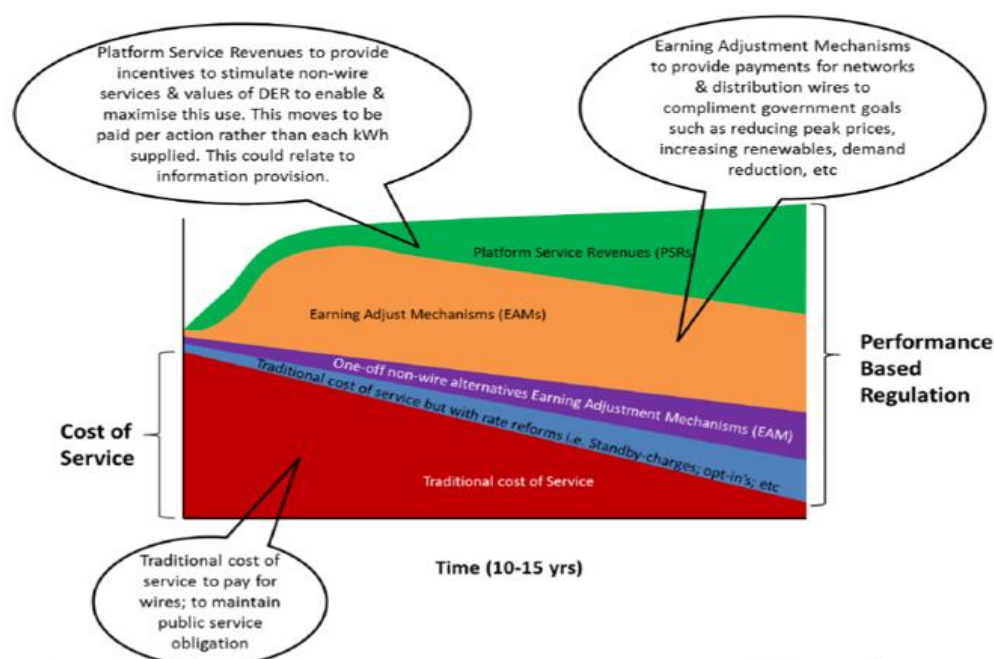 Platform Service Revenues to provide
incentives to stimulate non-wire
services & values of DER to enable &
maximise this use. This moves to be
paid per action rather than each kWh
supplied. This could relate to
information provision.
Earning Adjustment Mechanisms
to provide payments for networks
& distribution wires to
compliment government goals
such as reducing peak prices,
increasing renewables, demand
reduction, etc
Platform Service Revenues (PSRs
Earning Adjust Mechanisms (EAMs)
One-off non-wire alternatives Earning Adjustment Mechanisms (EAM)
Traditional cost of service but with rate reforms i.e. Standby-charges; opt-in's; etc
Traditional cost of Service
Cost of
Service
Performance
Based
Regulation
Traditional cost of
service to pay for
wires; to maintain
public service
obligation
Time (10-15 yrs)